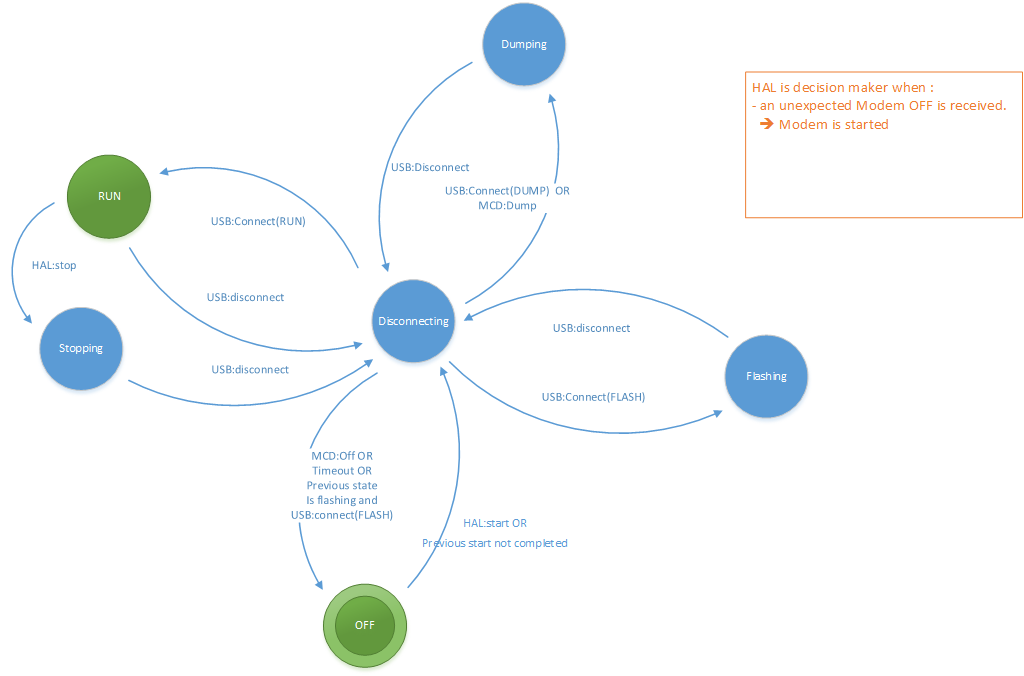 Dumping
HAL is decision maker when :
- an unexpected Modem OFF is received.
➔ Modem is started
USB:Disconnect
USB:Connect(DUMP) OR
MCD:Dump
RUN
USB:Connect(RUN)
HAL:stop
USB:disconnect
Disconnecting
USB:disconnect
Stopping
USB:disconnect
Flashing
USB:Connect(FLASH)
MCD:Off OR
Timeout OR
Previous state
Is flashing and
USB:connect(FLASH)
HAL:start OR
Previous start not completed
OFF